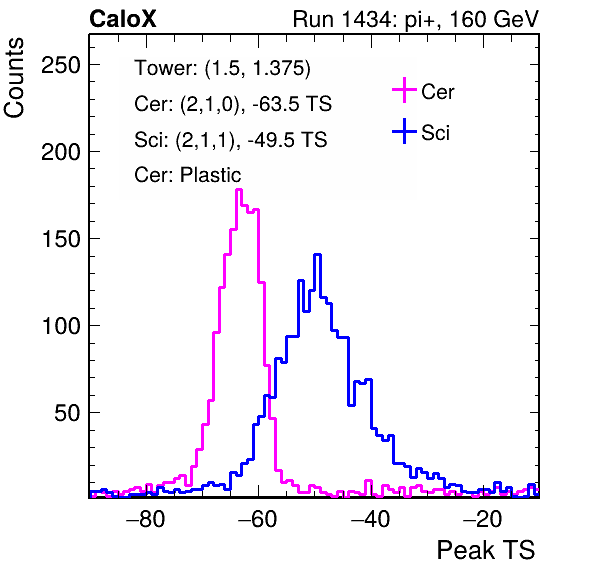 CaloX Run 1434: pi+, 160 GeV
Counts
250
200
150
100
50
Tower: (1.5, 1.375)
Cer: (2,1,0), -63.5 TS
Sci: (2,1,1), -49.5 TS
Cer: Plastic
Cer
Sci
−80 −60 −40 −20
Peak TS